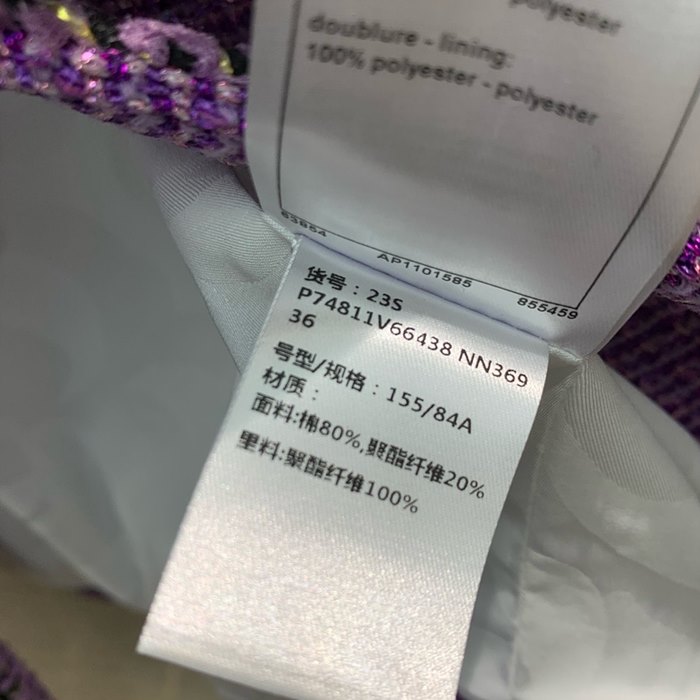 polyester
doublure - lining:
100% polyester - polyester
63654
AP1101585
855459
货号：23S
P74811V66438 NN369
36
号型/规格：155/84A
材质：
面料:棉80%,聚酯纤维20%
里料:聚酯纤维100%